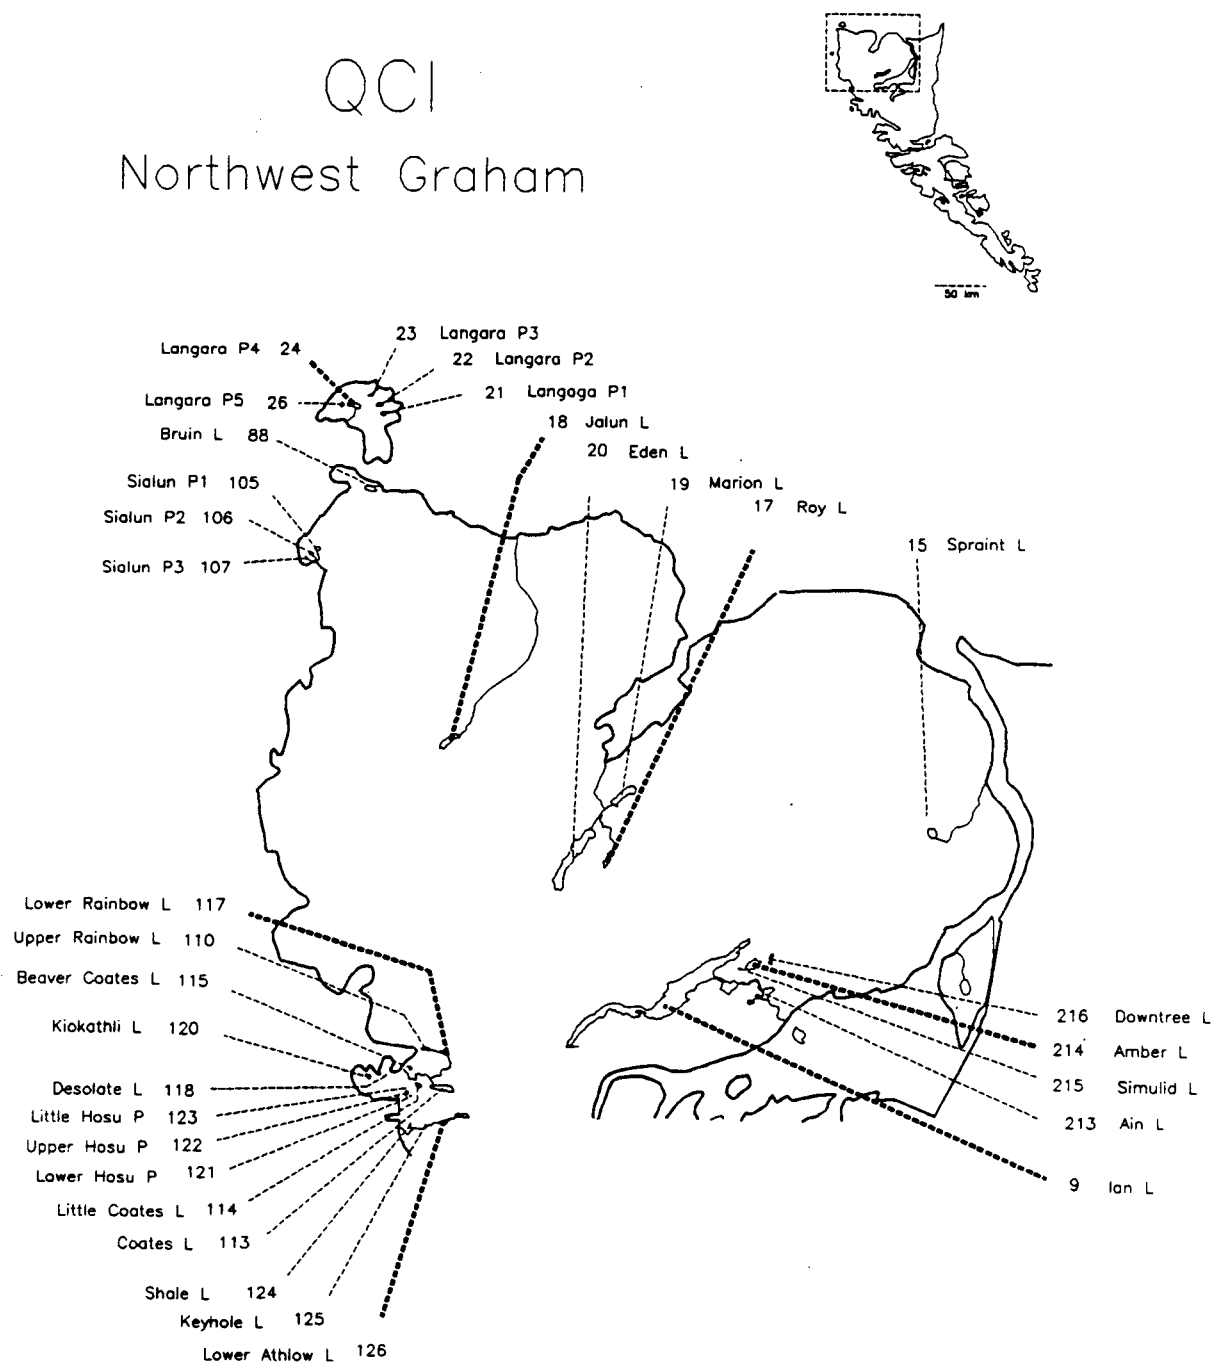 QCI
Northwest Graham
50 km
23 Langara P3
Langara P4 24
22 Langara P2
21 Langaga P1
Langara P5 26
18 Jalun L
Bruin L 88
20 Eden L
Sialun P1 105
19 Marion L
17 Roy L
Sialun P2 106
15 Spraint L
Sialun P3 107
Lower Rainbow L 117
Upper Rainbow L 110
Beaver Coates L 115
Kiokathli L 120
216 Downtree L
214 Amber L
Desolate L 118
215 Simulid L
Little Hosu P 123
213 Ain L
Upper Hosu P 122
Lower Hosu P 121
9 Ian L
Little Coates L 114
Coates L 113
Shale L 124
Keyhole L 125
Lower Athlow L 126